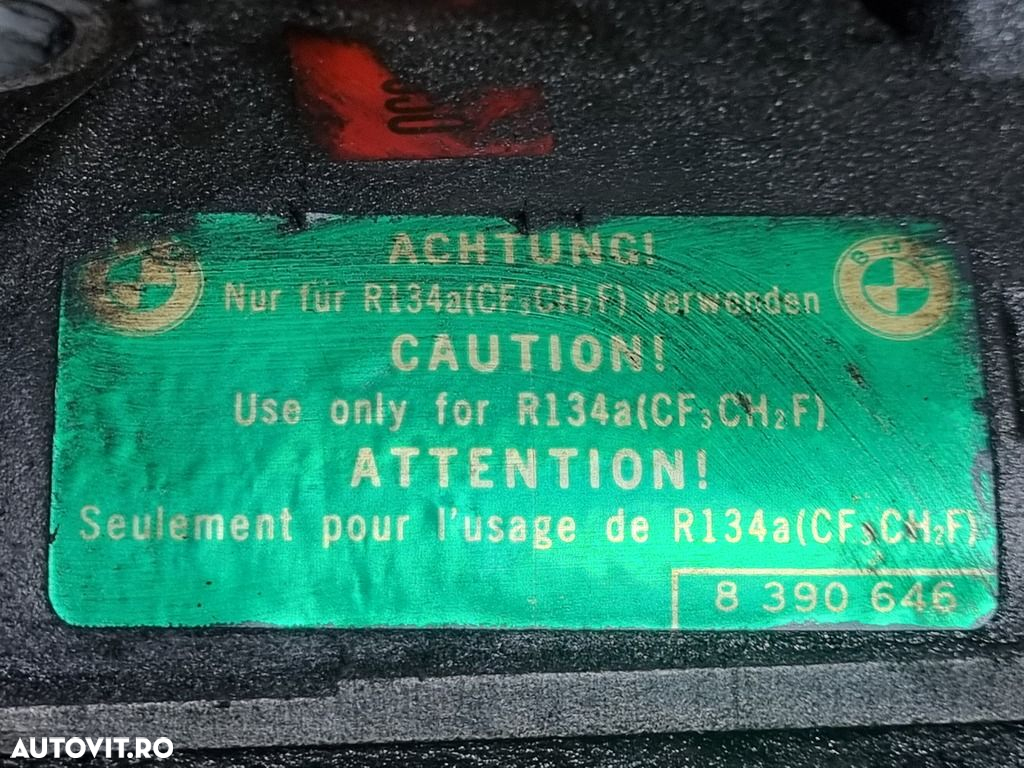 ACHTUNG!
Nur für R134a(CF₃CH₂F) verwenden
CAUTION!
Use only for R134a(CF₃CH₂F)
ATTENTION!
Seulement pour l'usage de R134a(CF₃CH₂F)
8 390 646
AUTOVIT.RO